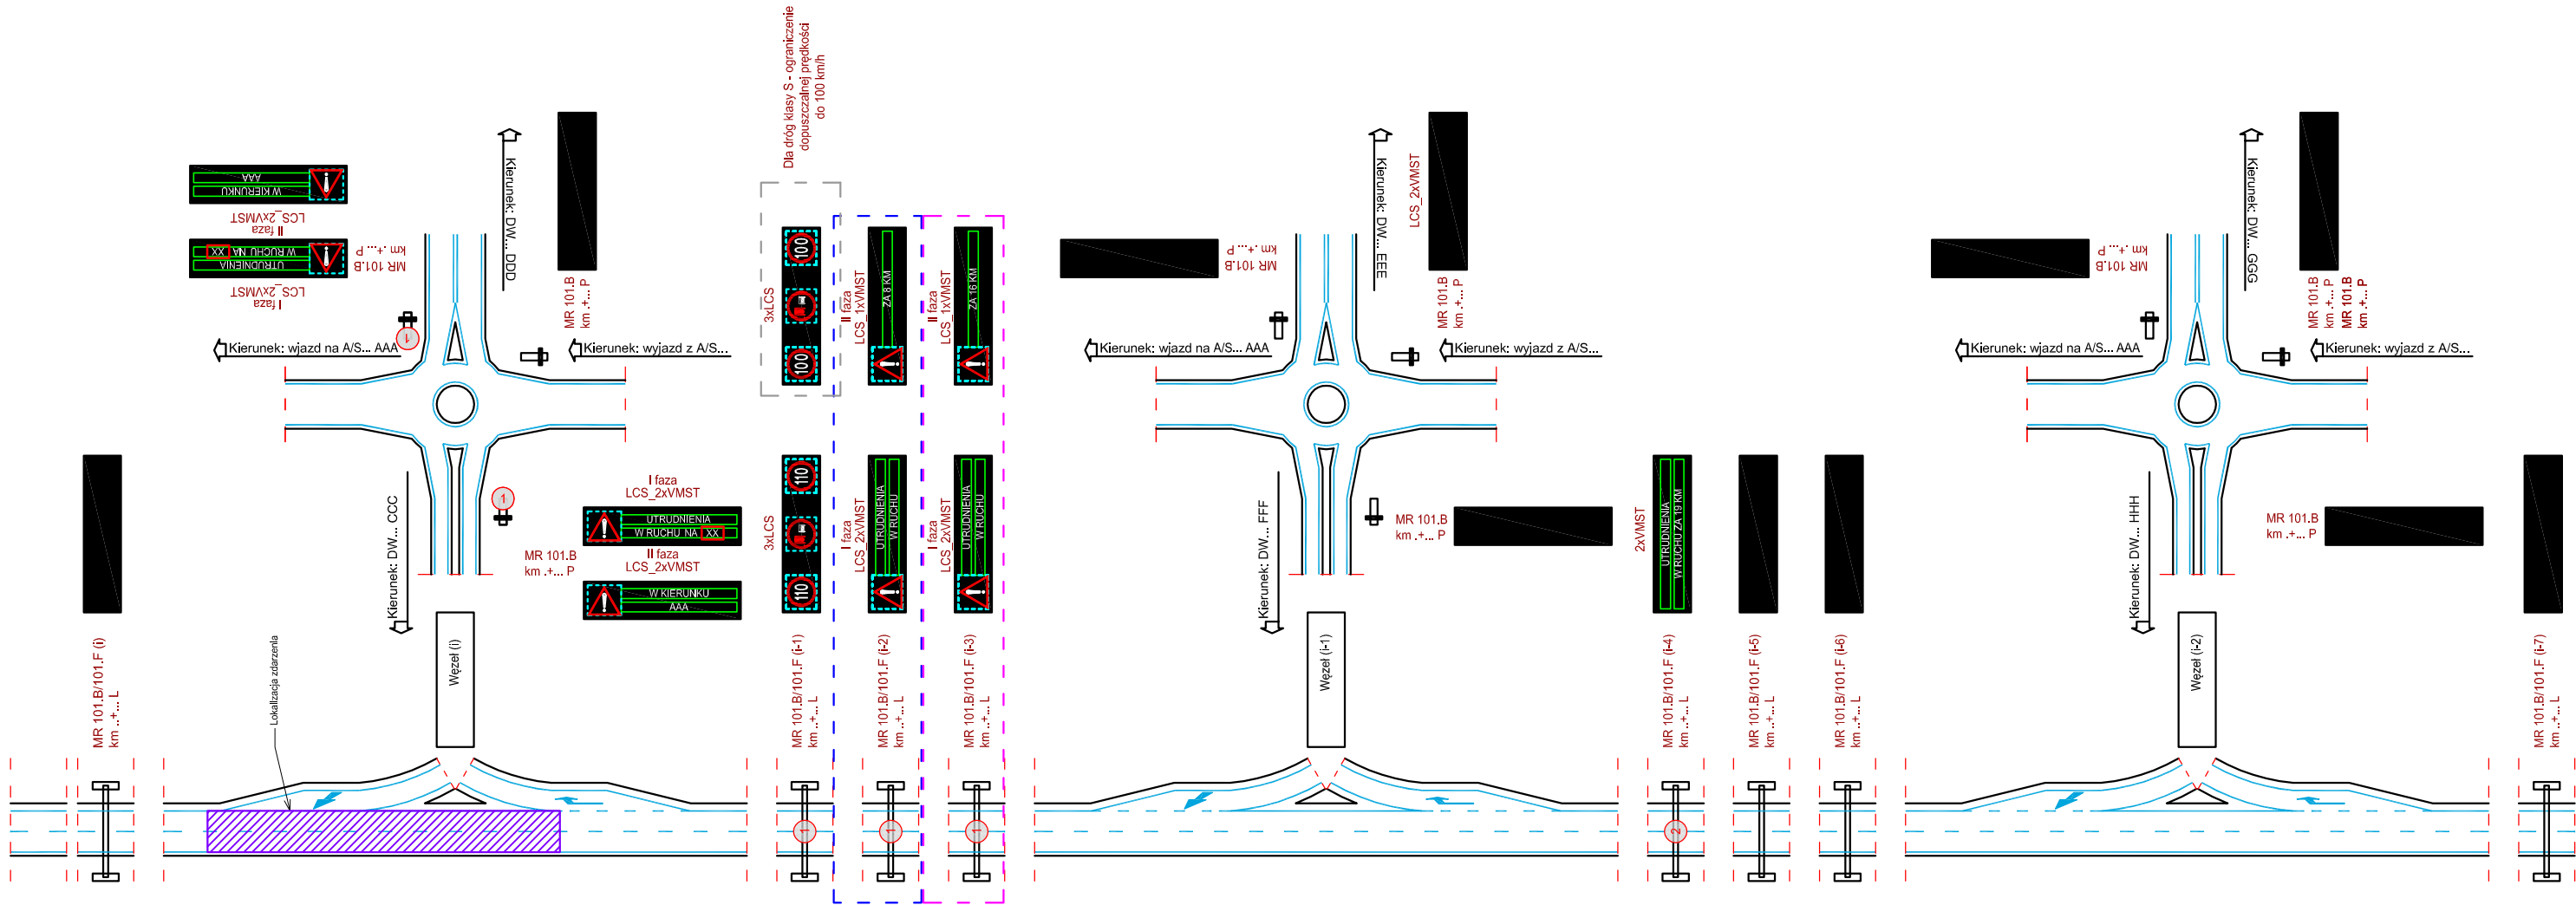 AAA
W KIERUNKU
LCS_2xVMST
II faza
W RUCHU NA XX
UTRUDNIENIA
LCS_2xVMST
I faza
MR 101.B
km .+... P
1
Kierunek: DW... DDD
MR 101.B
km .+... P
Kierunek: wjazd na A/S... AAA
Kierunek: wyjazd z A/S...
Kierunek: DW... CCC
1
I faza
LCS_2xVMST
UTRUDNIENIA
W RUCHU NA XX
II faza
LCS_2xVMST
W KIERUNKU
AAA
MR 101.B
km .+... P
Węzeł (i)
Lokalizacja zdarzenia
MR 101.B/101.F (i)
km ..+... L
Dla dróg klasy S - ograniczenie
dopuszczalnej prędkości
do 100 km/h
3xLCS
100
100
3xLCS
110
110
MR 101.B/101.F (i-1)
km ..+... L
1
II faza
LCS_1xVMST
ZA 8 KM
I faza
LCS_2xVMST
UTRUDNIENIA
W RUCHU
MR 101.B/101.F (i-2)
km ..+... L
1
II faza
LCS_1xVMST
ZA 16 KM
I faza
LCS_2xVMST
UTRUDNIENIA
W RUCHU
MR 101.B/101.F (i-3)
km ..+... L
1
MR 101.B
km .+... P
Kierunek: DW... EEE
LCS_2xVMST
MR 101.B
km .+... P
Kierunek: wjazd na A/S... AAA
Kierunek: wyjazd z A/S...
Kierunek: DW... FFF
MR 101.B
km .+... P
Węzeł (i-1)
2xVMST
UTRUDNIENIA
W RUCHU ZA 19 KM
MR 101.B/101.F (i-4)
km ..+... L
2
MR 101.B/101.F (i-5)
km ..+... L
MR 101.B/101.F (i-6)
km ..+... L
MR 101.B
km .+... P
Kierunek: DW... GGG
MR 101.B
km .+... P
MR 101.B
km .+... P
Kierunek: wjazd na A/S... AAA
Kierunek: wyjazd z A/S...
Kierunek: DW... HHH
MR 101.B
km .+... P
Węzeł (i-2)
MR 101.B/101.F (i-7)
km ..+... L